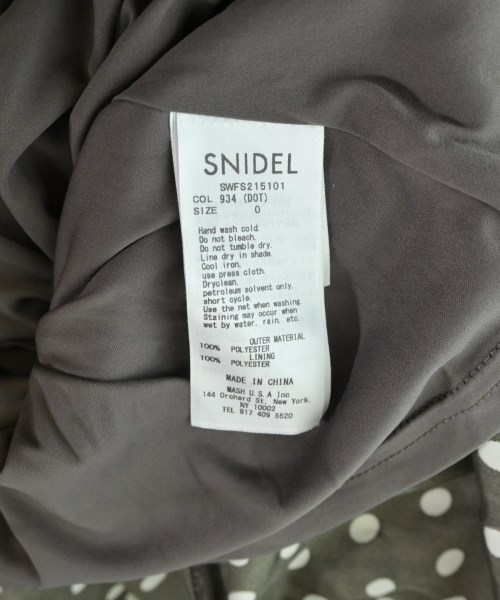 SNIDEL
SWFS215101
COL 934 (DOT)
SIZE 0
Hand wash cold.
Do not bleach.
Do not tumble dry.
Line dry in shade.
Cool iron.
use press cloth.
Dryclean.
petroleum solvent only.
short cycle.
Use the net when washing.
Staining may occur when
wet by water, rain, etc.
OUTER MATERIAL
100% POLYESTER
LINING
100% POLYESTER
MADE IN CHINA
MASH U.S.A Inc
144 Orchard St, New York.
NY 10002
TEL 917 409 5520